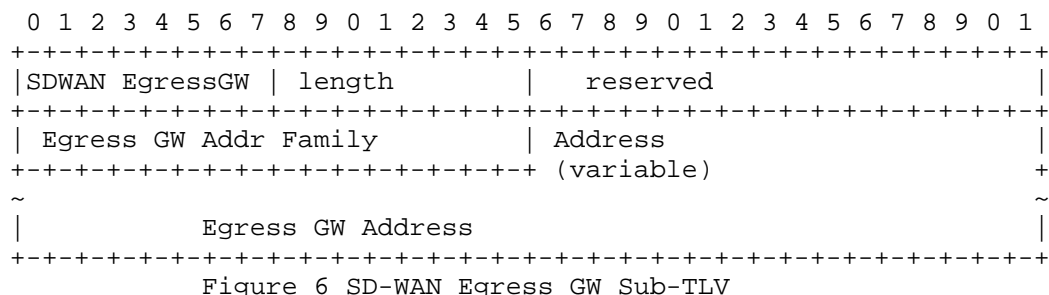 0 1 2 3 4 5 6 7 8 9 0 1 2 3 4 5 6 7 8 9 0 1 2 3 4 5 6 7 8 9 0 1
+-+-+-+-+-+-+-+-+-+-+-+-+-+-+-+-+-+-+-+-+-+-+-+-+-+-+-+-+-+-+-+-+
|SDWAN EgressGW | length        |   reserved                    |
+-+-+-+-+-+-+-+-+-+-+-+-+-+-+-+-+-+-+-+-+-+-+-+-+-+-+-+-+-+-+-+-+
| Egress GW Addr Family         | Address                       |
+-+-+-+-+-+-+-+-+-+-+-+-+-+-+-+-+ (variable)                    +
~                                                               ~
|           Egress GW Address                                   |
+-+-+-+-+-+-+-+-+-+-+-+-+-+-+-+-+-+-+-+-+-+-+-+-+-+-+-+-+-+-+-+-+
            Figure 6 SD-WAN Egress GW Sub-TLV